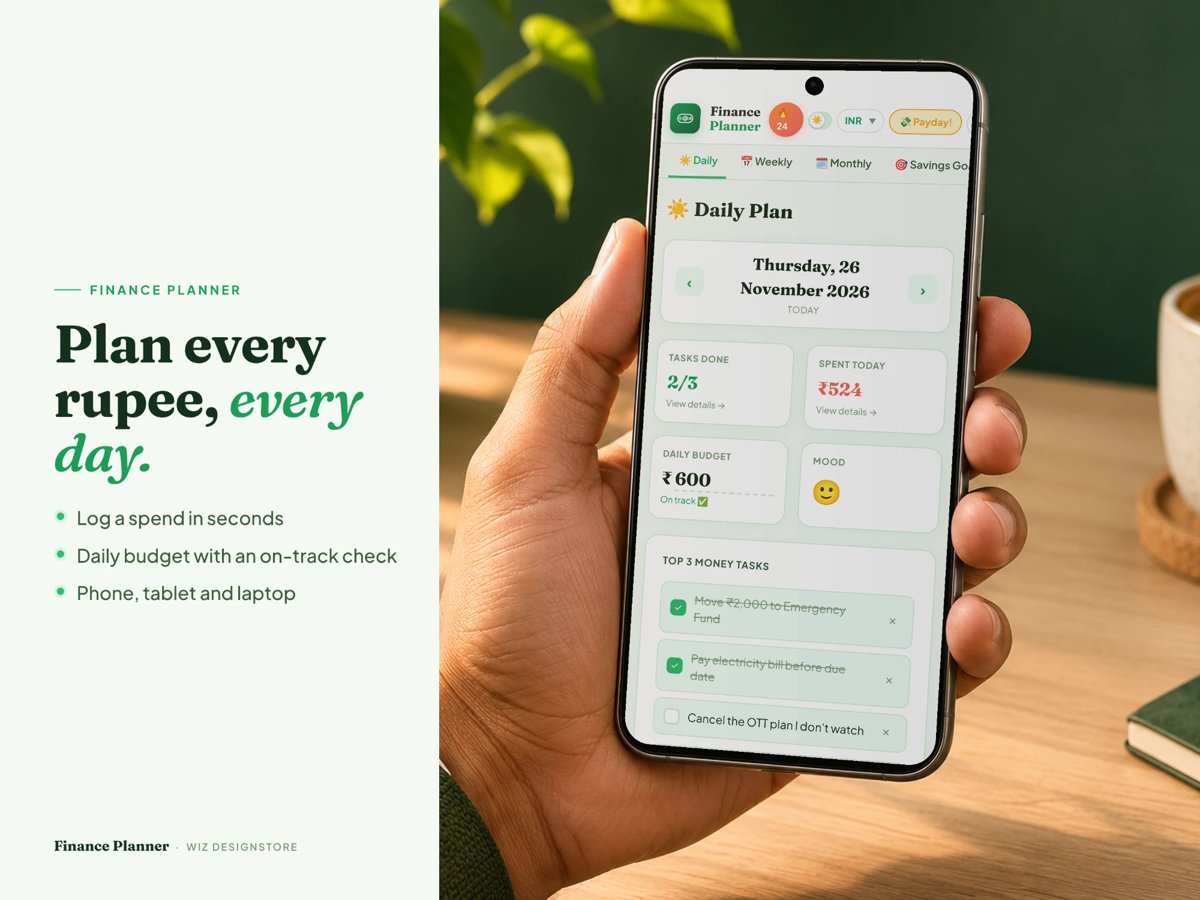 FINANCE PLANNER
Plan every
rupee, every
day.
Log a spend in seconds
Daily budget with an on-track check
Phone, tablet and laptop
Finance Planner · WIZ DESIGNSTORE
Finance
Planner
24
INR ▼
Payday!
Daily
Weekly
Monthly
Savings Go
Daily Plan
‹
Thursday, 26
November 2026
›
TODAY
TASKS DONE
2/3
View details →
SPENT TODAY
₹524
View details →
DAILY BUDGET
₹ 600
On track ✅
MOOD
TOP 3 MONEY TASKS
Move ₹2,000 to Emergency
Fund
×
Pay electricity bill before due
date
×
Cancel the OTT plan I don't watch
×